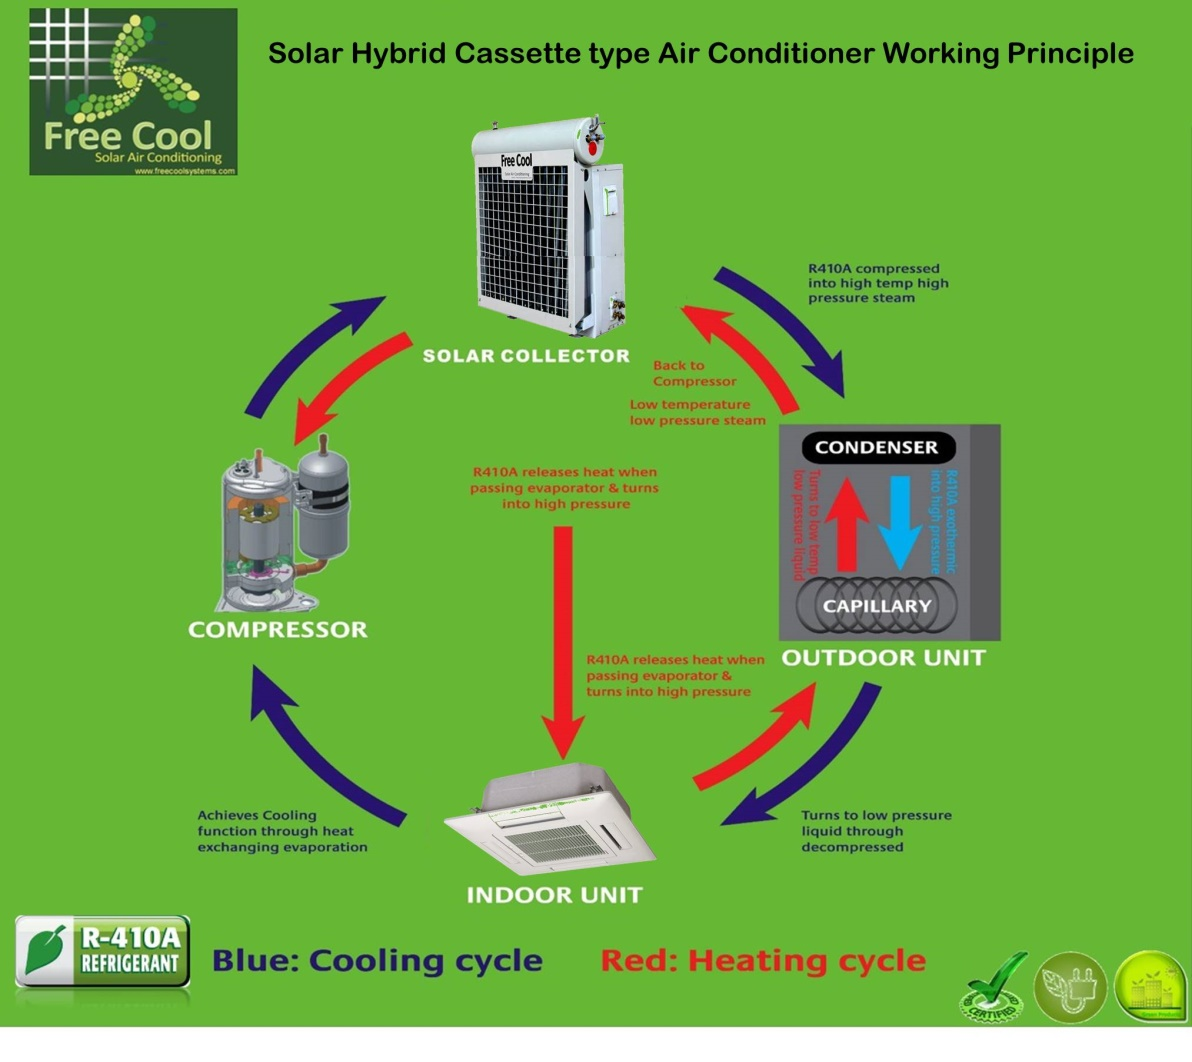 Solar Hybrid Cassette type Air Conditioner Working Principle
Free Cool
Solar Air Conditioning
www.freecoolsystems.com
Free Cool
Solar Air Conditioning
SOLAR COLLECTOR
R410A compressed
into high temp high
pressure steam
Back to
Compressor
Low temperature
low pressure steam
CONDENSER
Turns to low temp
low pressure liquid
R410A exothermic
into high pressure
CAPILLARY
OUTDOOR UNIT
R410A releases heat when
passing evaporator & turns
into high pressure
COMPRESSOR
R410A releases heat when
passing evaporator &
turns into high pressure
Achieves Cooling
function through heat
exchanging evaporation
Turns to low pressure
liquid through
decompressed
INDOOR UNIT
R-410A
REFRIGERANT
Blue: Cooling cycle
Red: Heating cycle
CERTIFIED
Green Products